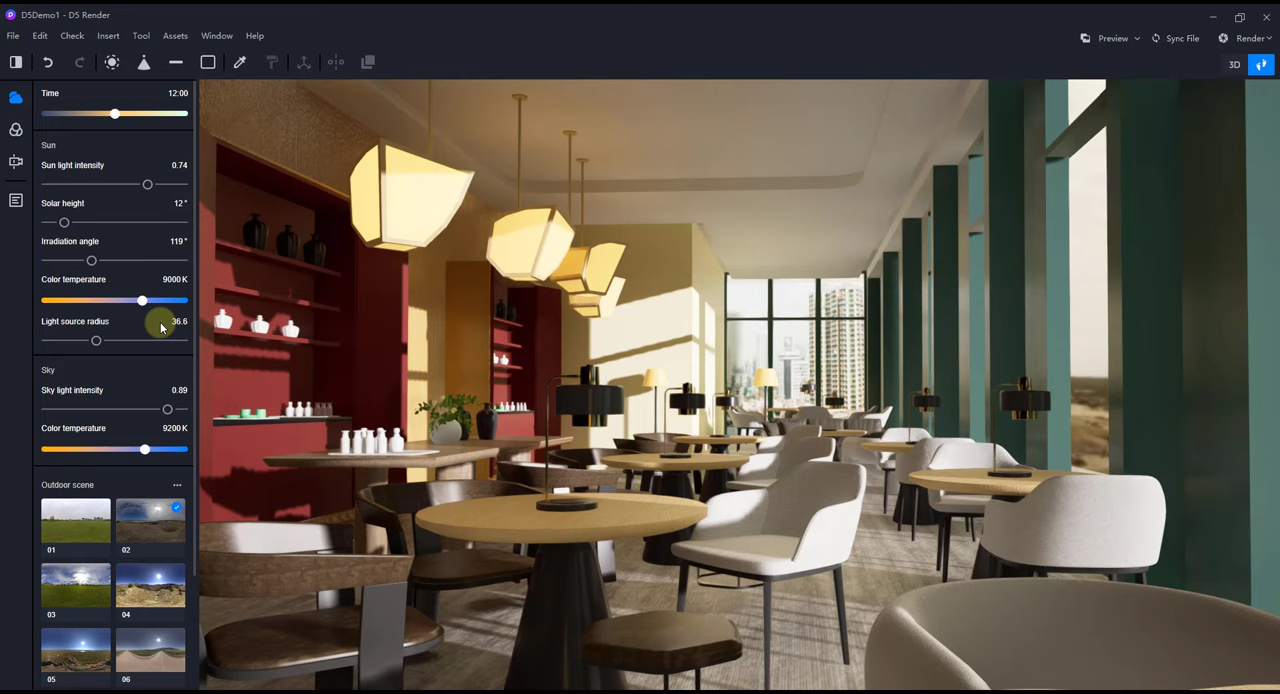 D5Demo1 - D5 Render
File Edit Check Insert Tool Assets Window Help
Preview Sync File Render
3D
Time 12:00
Sun
Sun light intensity 0.74
Solar height 12°
Irradiation angle 119°
Color temperature 9000 K
Light source radius 36.6
Sky
Sky light intensity 0.89
Color temperature 9200 K
Outdoor scene
01 02
03 04
05 06